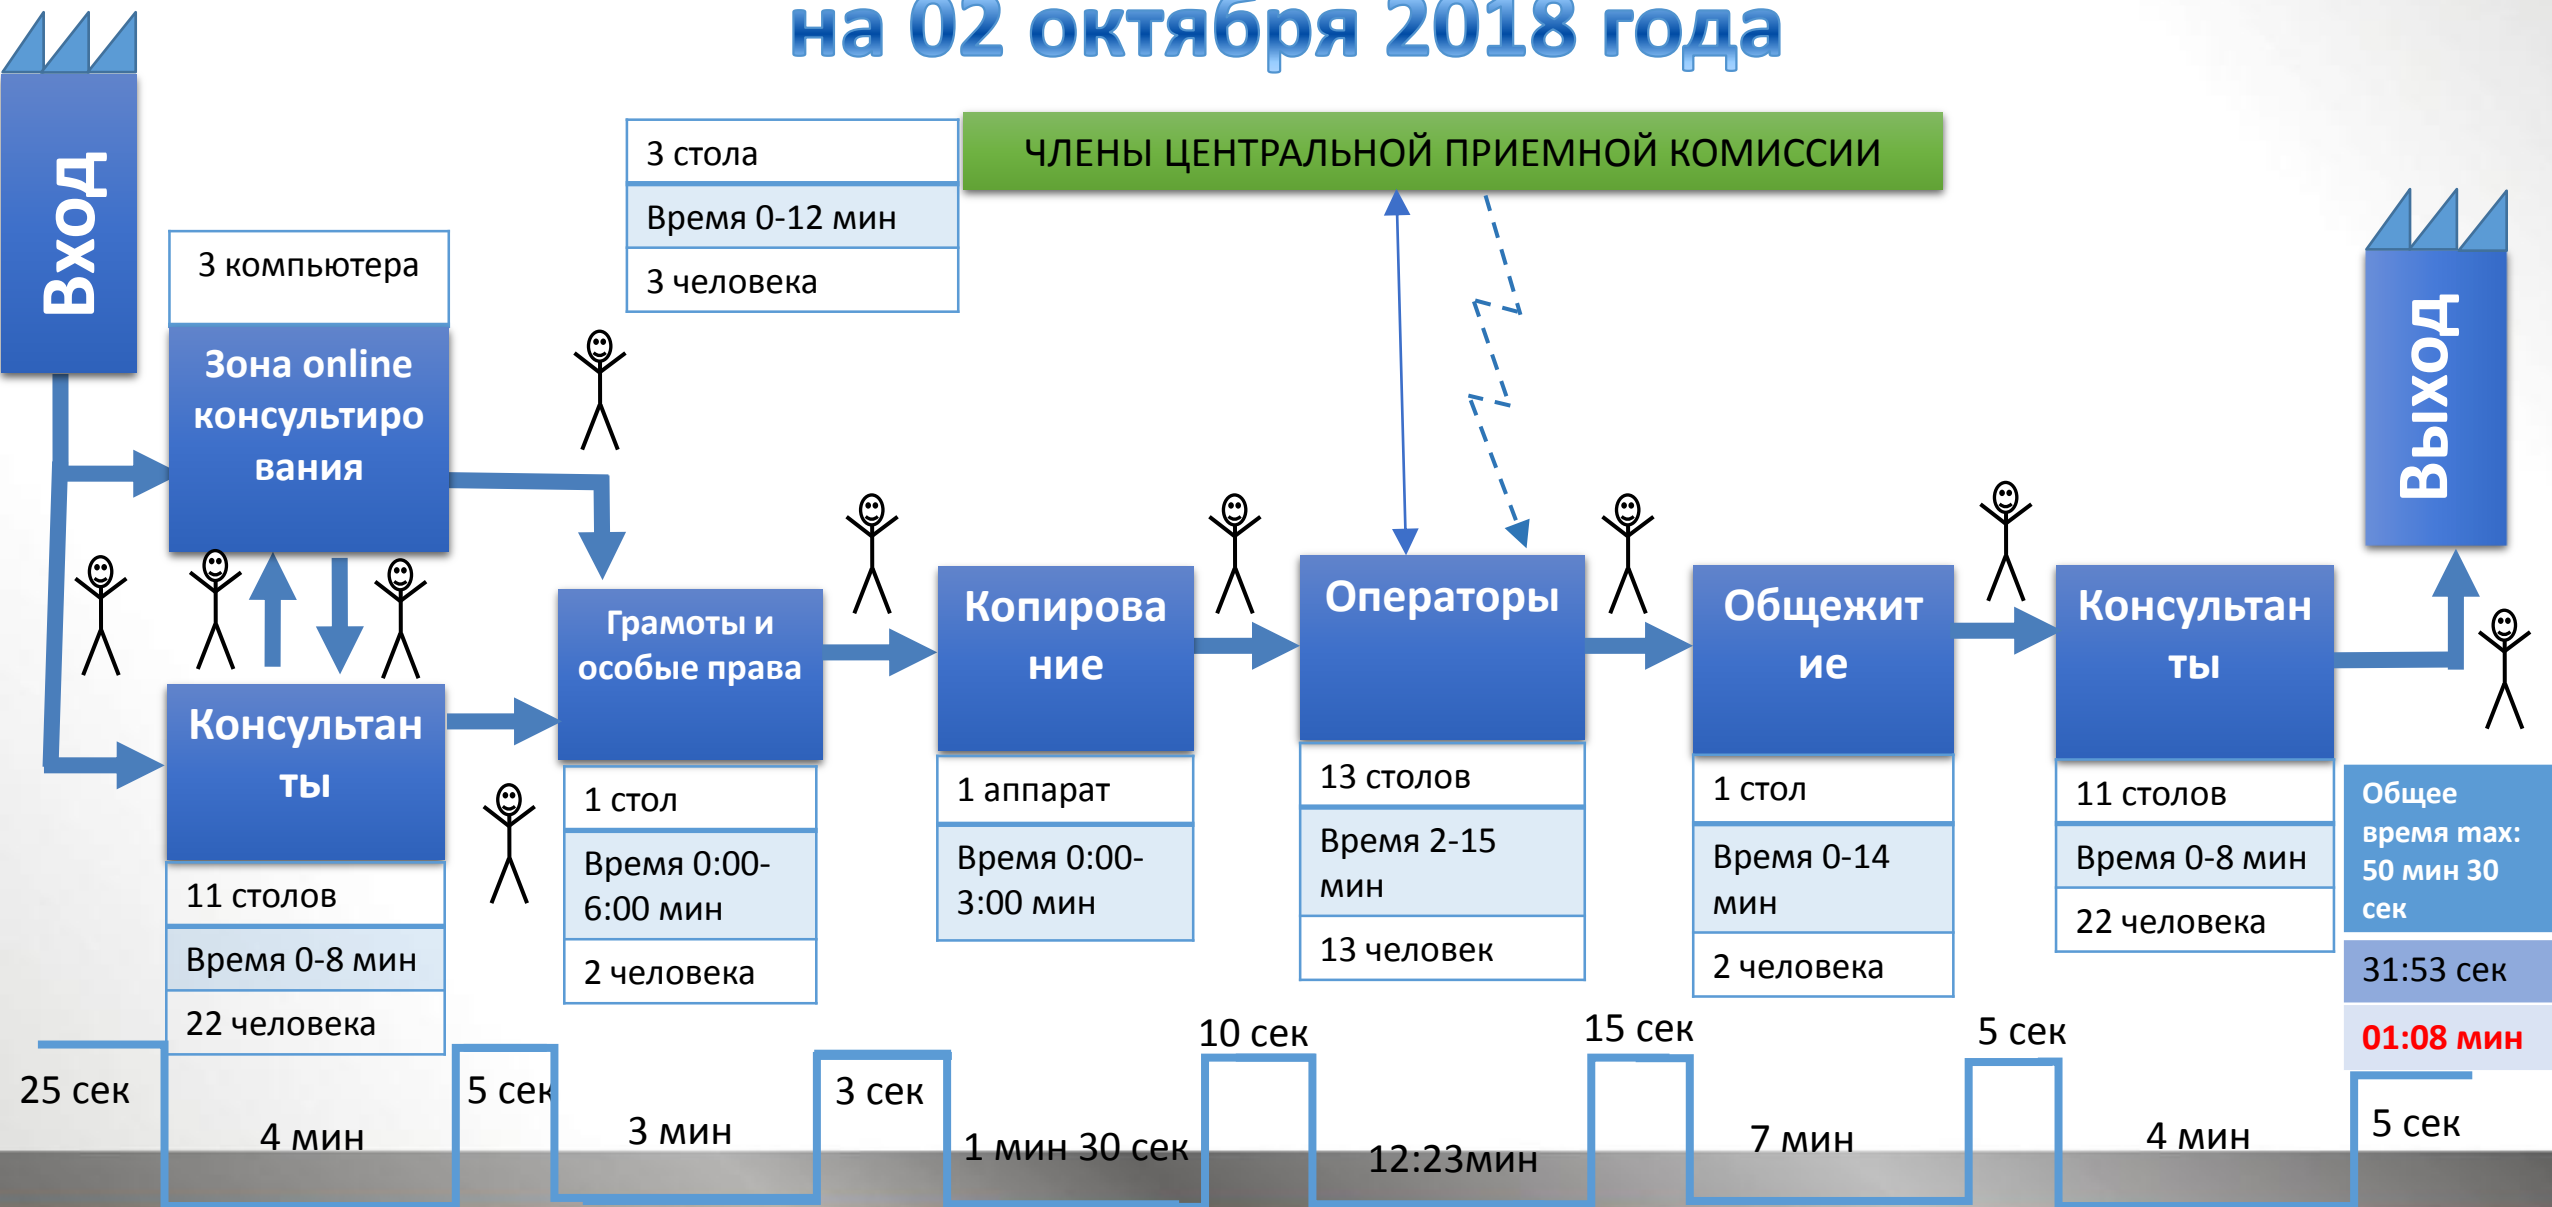 на 02 октября 2018 года
Вход
3 стола
Время 0-12 мин
3 человека
ЧЛЕНЫ ЦЕНТРАЛЬНОЙ ПРИЕМНОЙ КОМИССИИ
3 компьютера
Зона online
консультиро
вания
Выход
Консультан
ты
11 столов
Время 0-8 мин
22 человека
Грамоты и
особые права
1 стол
Время 0:00-
6:00 мин
2 человека
Копирова
ние
1 аппарат
Время 0:00-
3:00 мин
Операторы
13 столов
Время 2-15
мин
13 человек
Общежит
ие
1 стол
Время 0-14
мин
2 человека
Консультан
ты
11 столов
Время 0-8 мин
22 человека
Общее
время max:
50 мин 30
сек
31:53 сек
01:08 мин
25 сек
4 мин
5 сек
3 мин
3 сек
1 мин 30 сек
10 сек
12:23мин
15 сек
7 мин
5 сек
4 мин
5 сек